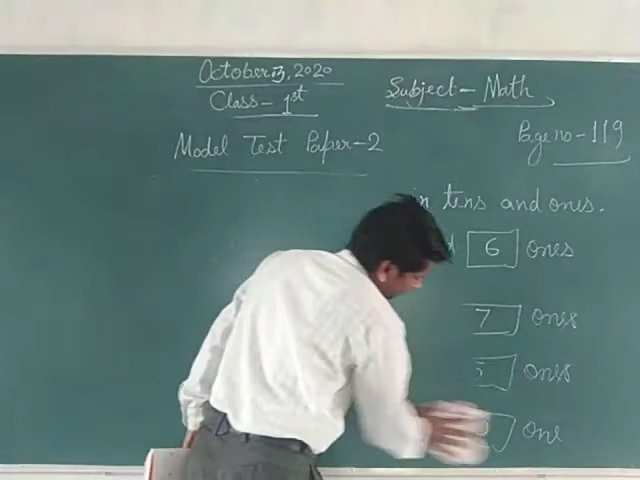 October 13, 2020
Class - 1st
Subject - Math
Model Test Paper - 2
Page no - 119
in tens and ones.
6 ones
7 ones
ones
one